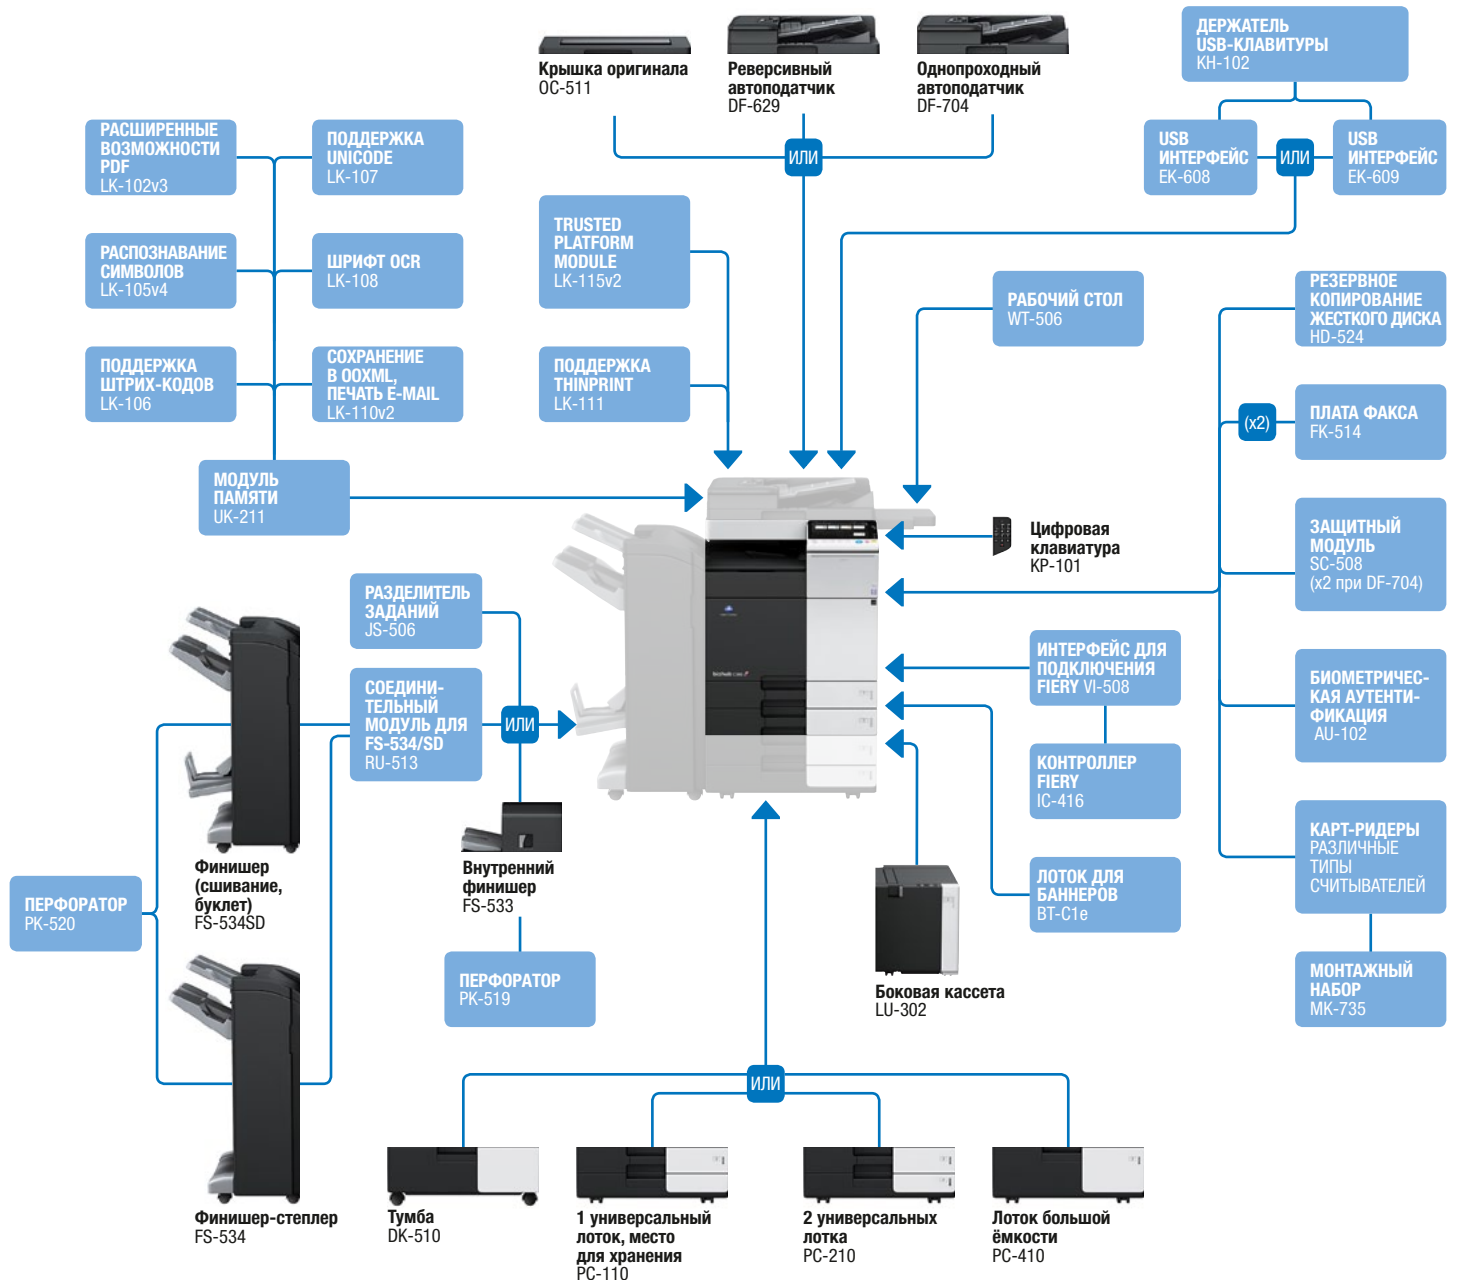 Крышка оригинала
OC-511
Реверсивный
автоподатчик
DF-629
Однопроходный
автоподатчик
DF-704
ДЕРЖАТЕЛЬ
USB-КЛАВИТУРЫ
KH-102
РАСШИРЕННЫЕ
ВОЗМОЖНОСТИ
PDF
LK-102v3
ПОДДЕРЖКА
UNICODE
LK-107
ИЛИ
USB
ИНТЕРФЕЙС
EK-608
ИЛИ
USB
ИНТЕРФЕЙС
EK-609
РАСПОЗНАВАНИЕ
СИМВОЛОВ
LK-105v4
ШРИФТ OCR
LK-108
TRUSTED
PLATFORM
MODULE
LK-115v2
РАБОЧИЙ СТОЛ
WT-506
РЕЗЕРВНОЕ
КОПИРОВАНИЕ
ЖЕСТКОГО ДИСКА
HD-524
ПОДДЕРЖКА
ШТРИХ-КОДОВ
LK-106
СОХРАНЕНИЕ
В OOXML,
ПЕЧАТЬ E-MAIL
LK-110v2
ПОДДЕРЖКА
THINPRINT
LK-111
(x2)
ПЛАТА ФАКСА
FK-514
МОДУЛЬ
ПАМЯТИ
UK-211
Цифровая
клавиатура
KP-101
ЗАЩИТНЫЙ
МОДУЛЬ
SC-508
(x2 при DF-704)
РАЗДЕЛИТЕЛЬ
ЗАДАНИЙ
JS-506
СОЕДИНИ-
ТЕЛЬНЫЙ
МОДУЛЬ ДЛЯ
FS-534/SD
RU-513
ИЛИ
ИНТЕРФЕЙС ДЛЯ
ПОДКЛЮЧЕНИЯ
FIERY VI-508
БИОМЕТРИЧЕС-
КАЯ АУТЕНТИ-
ФИКАЦИЯ
AU-102
КОНТРОЛЛЕР
FIERY
IC-416
Финишер
(сшивание,
буклет)
FS-534SD
Внутренний
финишер
FS-533
КАРТ-РИДЕРЫ
РАЗЛИЧНЫЕ
ТИПЫ
СЧИТЫВАТЕЛЕЙ
ПЕРФОРАТОР
PK-520
ЛОТОК ДЛЯ
БАННЕРОВ
BT-C1e
ПЕРФОРАТОР
PK-519
Боковая кассета
LU-302
МОНТАЖНЫЙ
НАБОР
MK-735
ИЛИ
Финишер-степлер
FS-534
Тумба
DK-510
1 универсальный
лоток, место
для хранения
PC-110
2 универсальных
лотка
PC-210
Лоток большой
ёмкости
PC-410